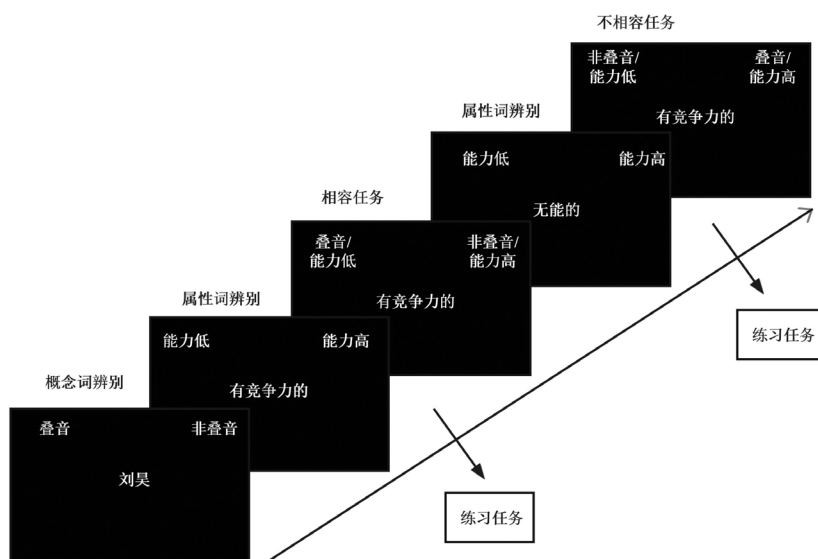 不相容任务
非叠音/
能力低
叠音/
能力高
有竞争力的
属性词辨别
能力低
能力高
无能的
相容任务
叠音/
能力低
非叠音/
能力高
有竞争力的
属性词辨别
能力低
能力高
有竞争力的
概念词辨别
叠音
非叠音
刘昊
练习任务
练习任务